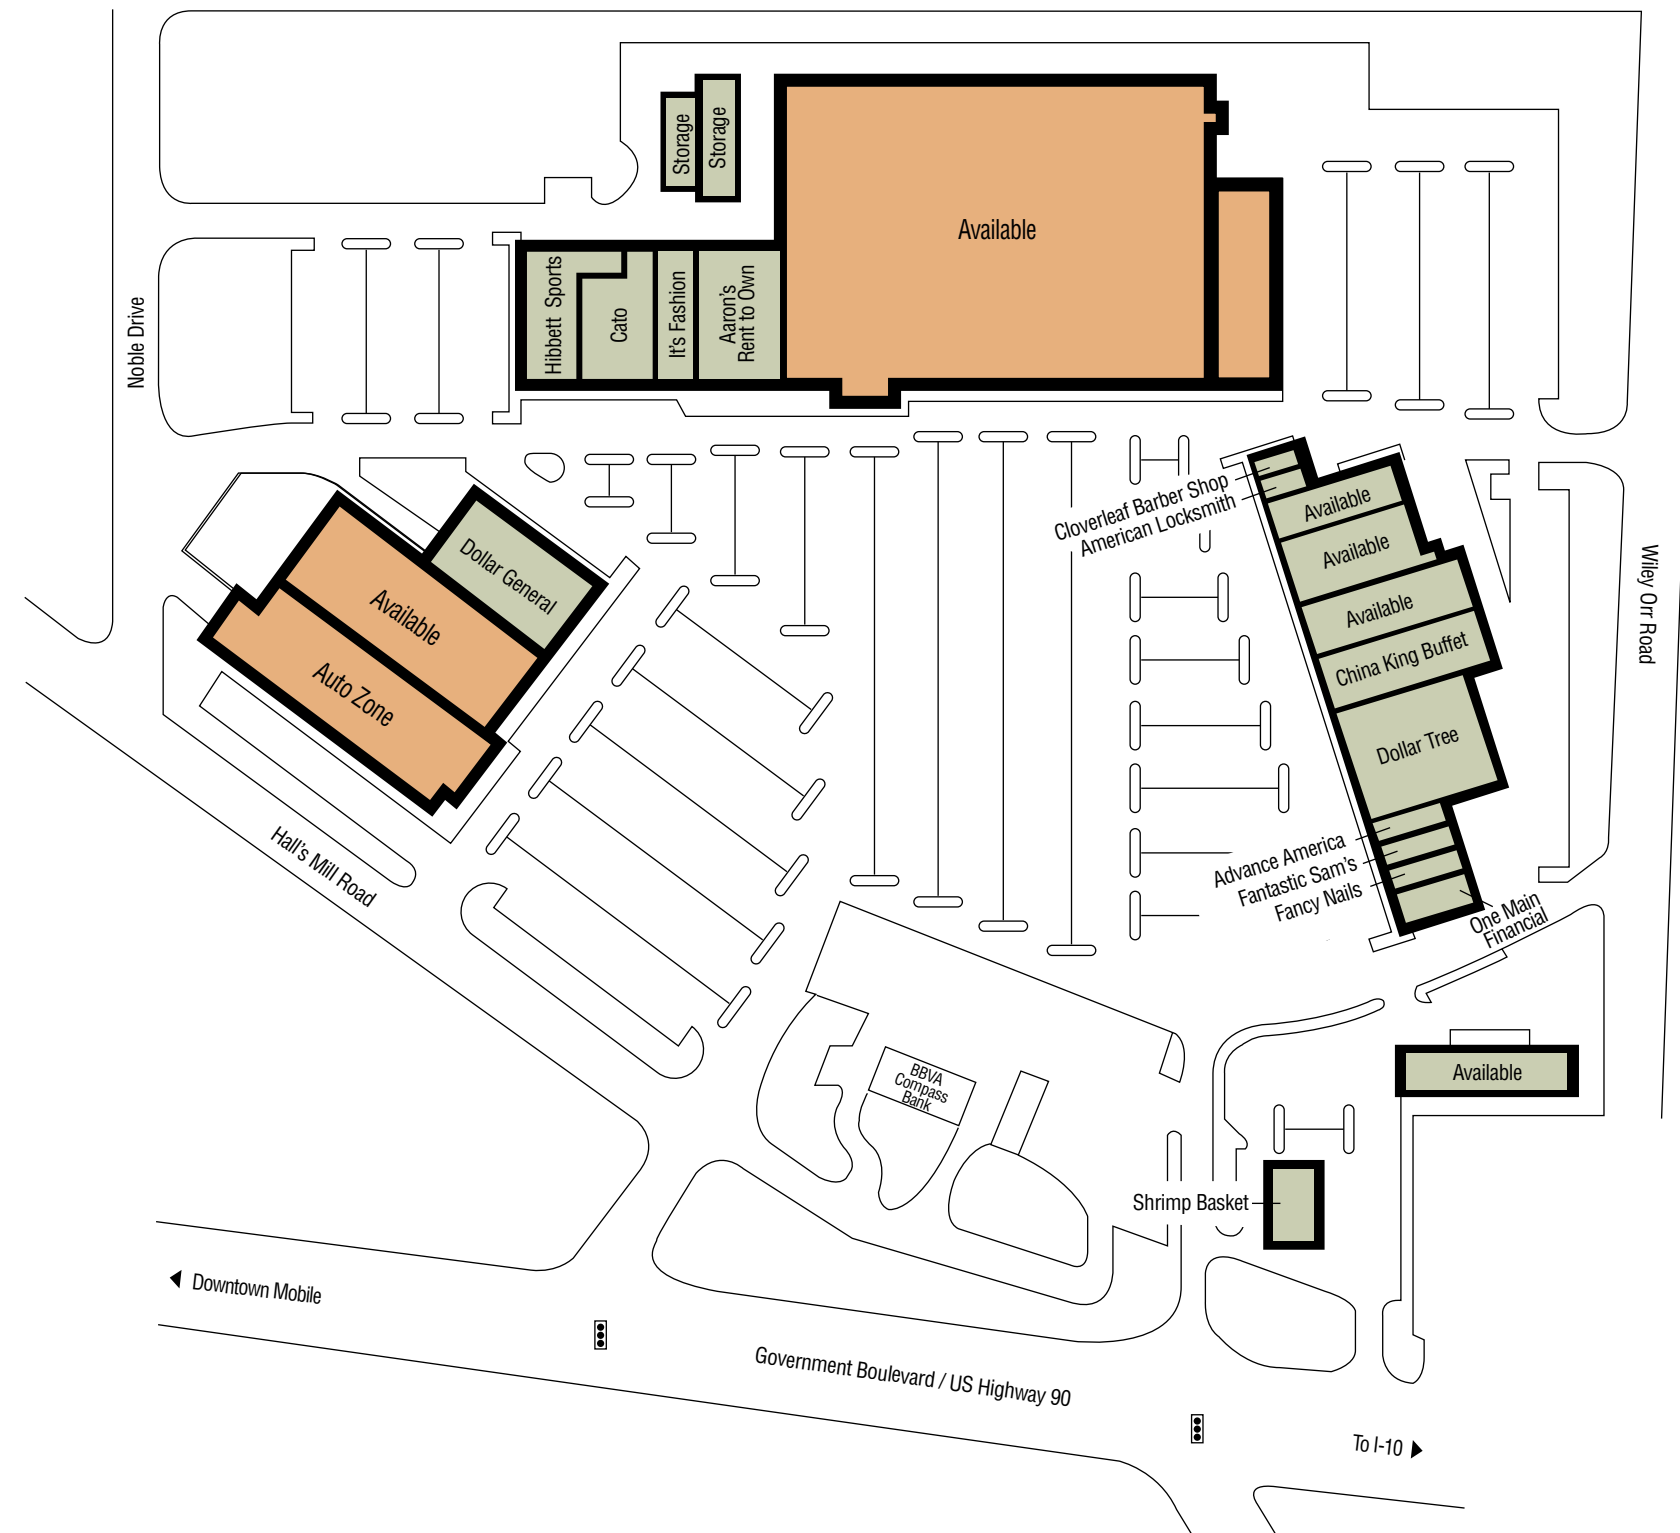 Storage
Storage
Available
Noble Drive
Hibbett Sports
Cato
It's Fashion
Aaron's
Rent to Own
Cloverleaf Barber Shop
American Locksmith
Available
Available
Available
China King Buffet
Dollar Tree
Wiley Orr Road
Dollar General
Available
Auto Zone
Hall's Mill Road
Advance America
Fantastic Sam's
Fancy Nails
One Main
Financial
BBVA
Compass
Bank
Available
Shrimp Basket
Downtown Mobile
Government Boulevard / US Highway 90
To I-10